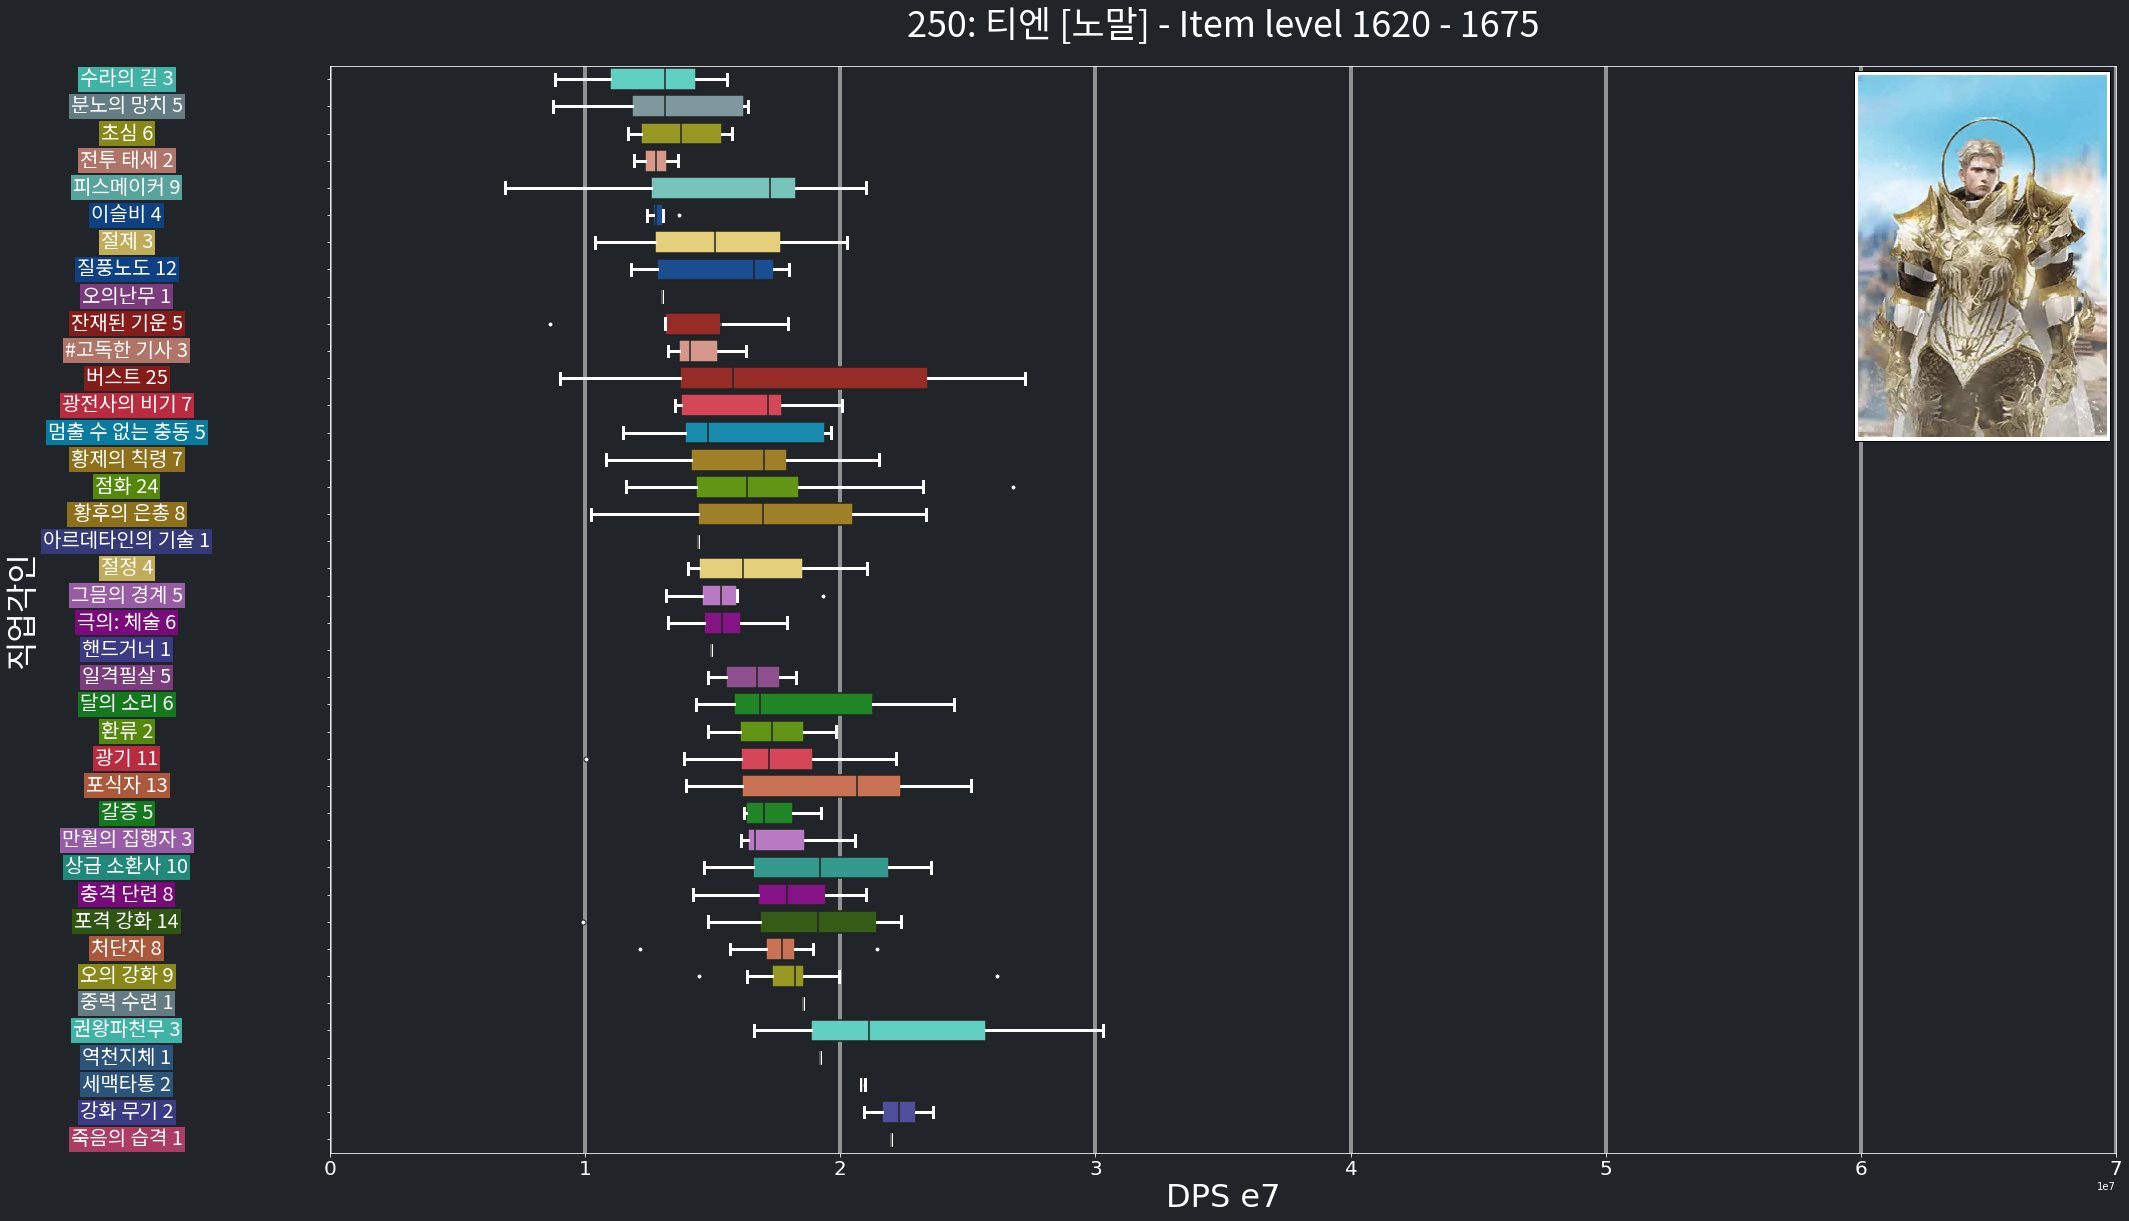 250: 티엔 [노말] - Item level 1620 - 1675
수라의 길 3
분노의 망치 5
초심 6
전투 태세 2
피스메이커 9
이슬비 4
절제 3
질풍노도 12
오의난무 1
잔재된 기운 5
#고독한 기사 3
버스트 25
광전사의 비기 7
멈출 수 없는 충동 5
황제의 칙령 7
점화 24
황후의 은총 8
아르데타인의 기술 1
절정 4
그믐의 경계 5
극의: 체술 6
핸드거너 1
일격필살 5
달의 소리 6
환류 2
광기 11
포식자 13
갈증 5
만월의 집행자 3
상급 소환사 10
충격 단련 8
포격 강화 14
처단자 8
오의 강화 9
중력 수련 1
권왕파천무 3
역천지체 1
세맥타통 2
강화 무기 2
죽음의 습격 1
직업각인
0 1 2 3 4 5 6 7
1e7
DPS e7